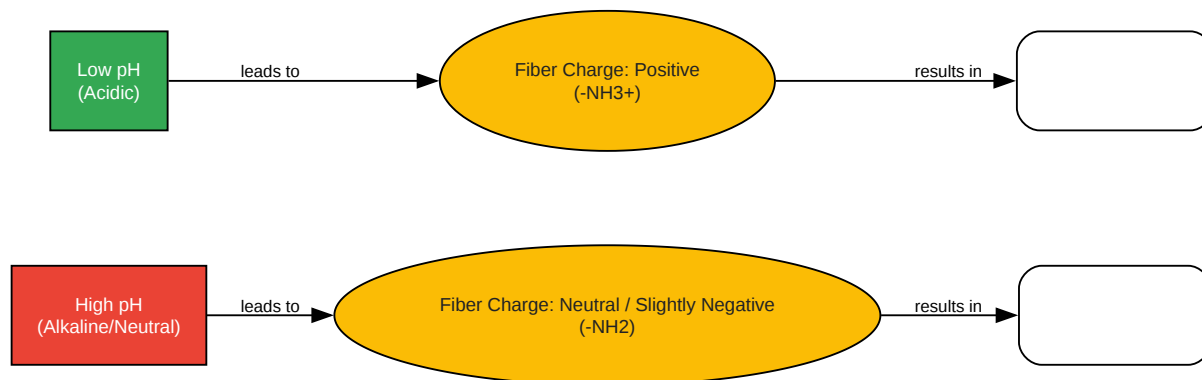 Low pH
(Acidic)
leads to
Fiber Charge: Positive
(-NH3+)
results in
High pH
(Alkaline/Neutral)
leads to
Fiber Charge: Neutral / Slightly Negative
(-NH2)
results in